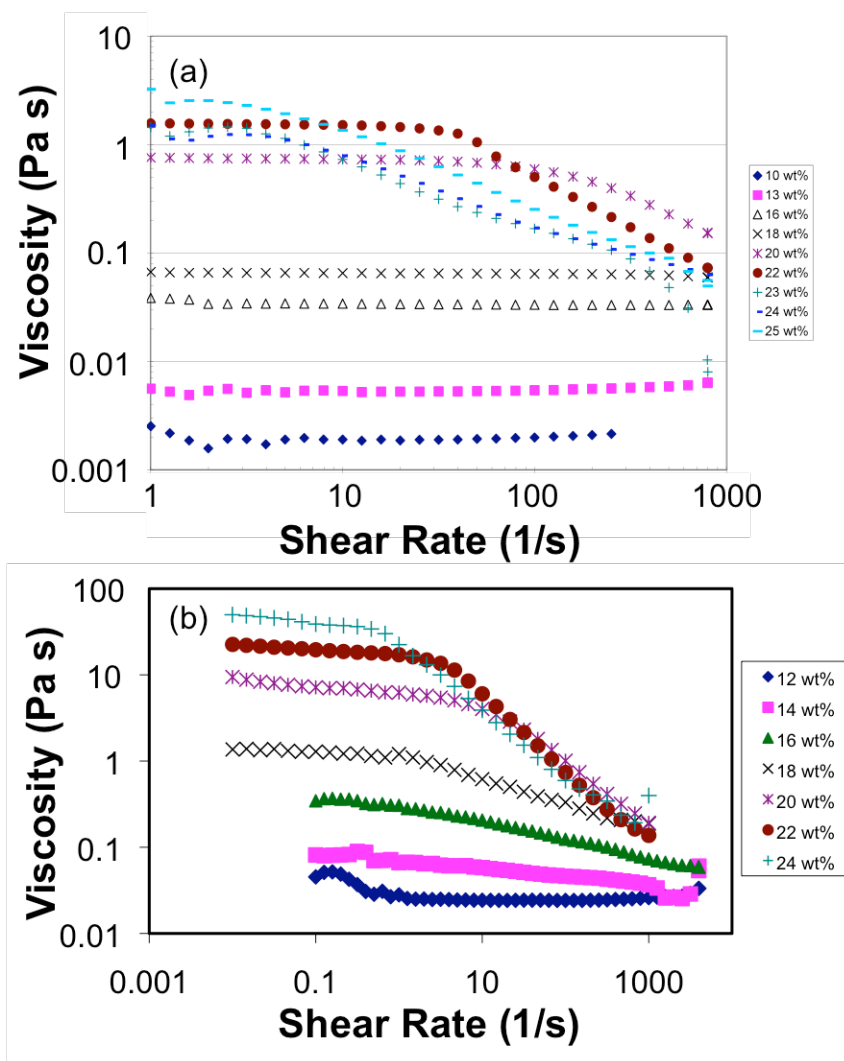 (a)
Viscosity (Pa s)
10
1
0.1
0.01
0.001
1
10
100
1000
Shear Rate (1/s)
10 wt%
13 wt%
16 wt%
18 wt%
20 wt%
22 wt%
23 wt%
24 wt%
25 wt%
(b)
Viscosity (Pa s)
100
10
1
0.1
0.01
0.001
0.1
10
1000
Shear Rate (1/s)
12 wt%
14 wt%
16 wt%
18 wt%
20 wt%
22 wt%
24 wt%